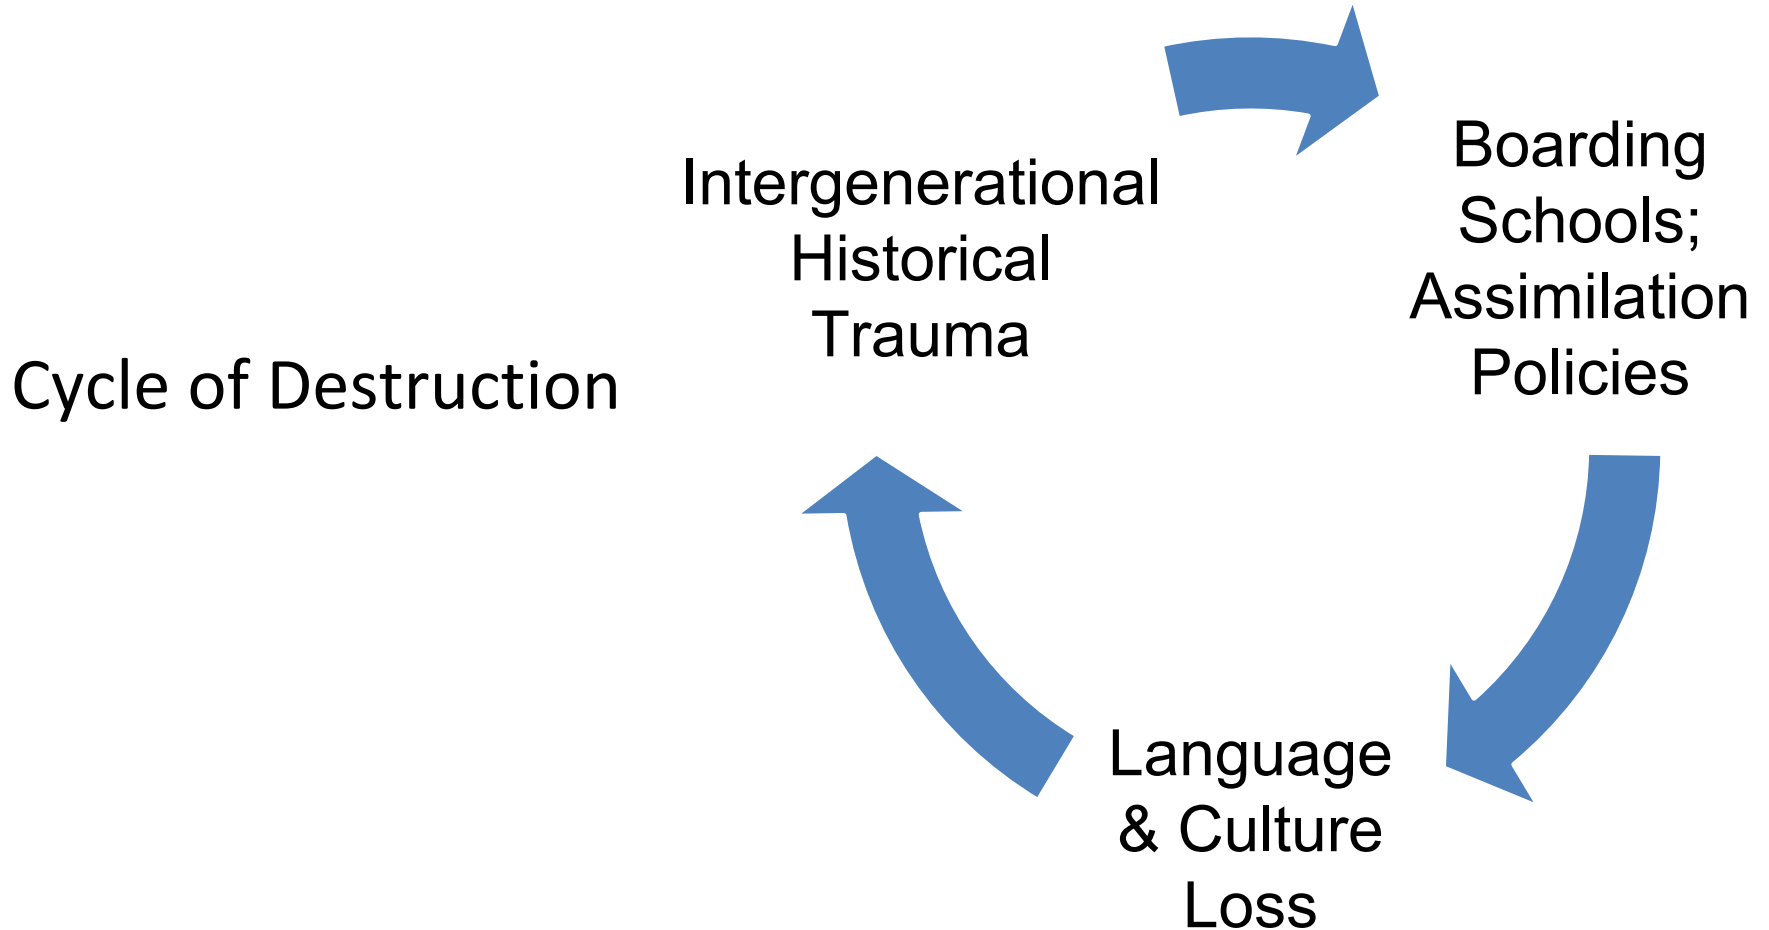 Cycle of Destruction
Intergenerational
Historical
Trauma
Boarding
Schools;
Assimilation
Policies
Language
& Culture
Loss